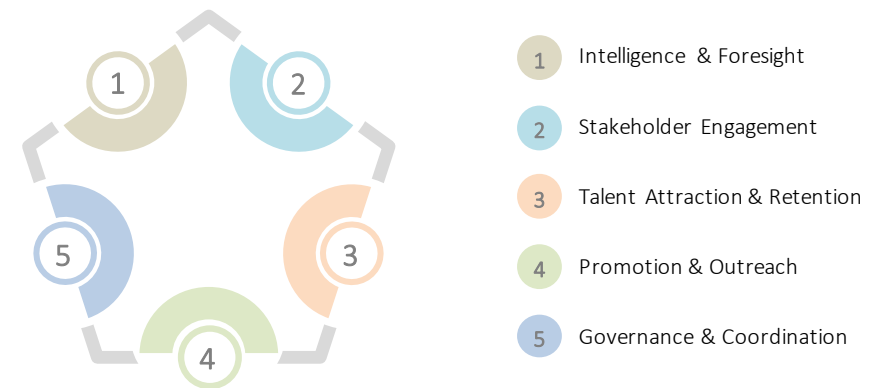 1
2
3
4
5
1 Intelligence & Foresight
2 Stakeholder Engagement
3 Talent Attraction & Retention
4 Promotion & Outreach
5 Governance & Coordination